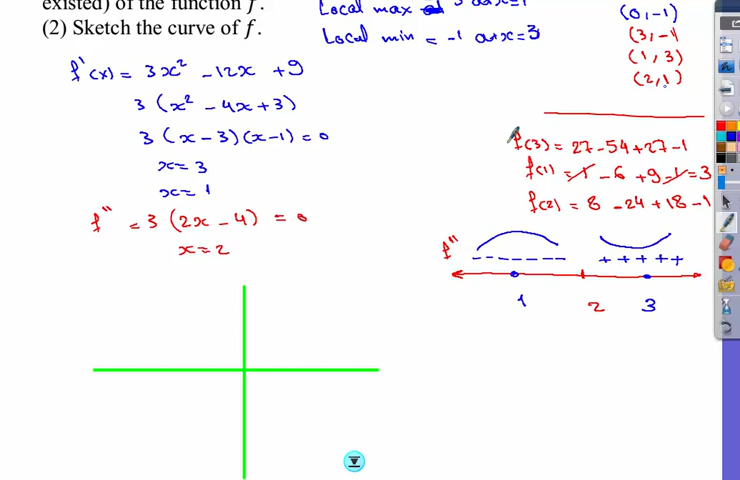 existed) of the function f.
(2) Sketch the curve of f.
Local max 3 at x=1
Local min = -1 at x=3
(0,-1)
(3,-1)
(1,3)
(2,1)
f'(x) = 3x² -12x +9
3 (x² -4x+3)
3 (x-3)(x-1) = 0
x=3
x=1
f'' = 3 (2x-4) = 0
x=2
f(3) = 27-54+27-1
f(1) = 1 -6 +9 -1 = 3
f(2) = 8 -24+18-1
f''
------ +++++
1 2 3